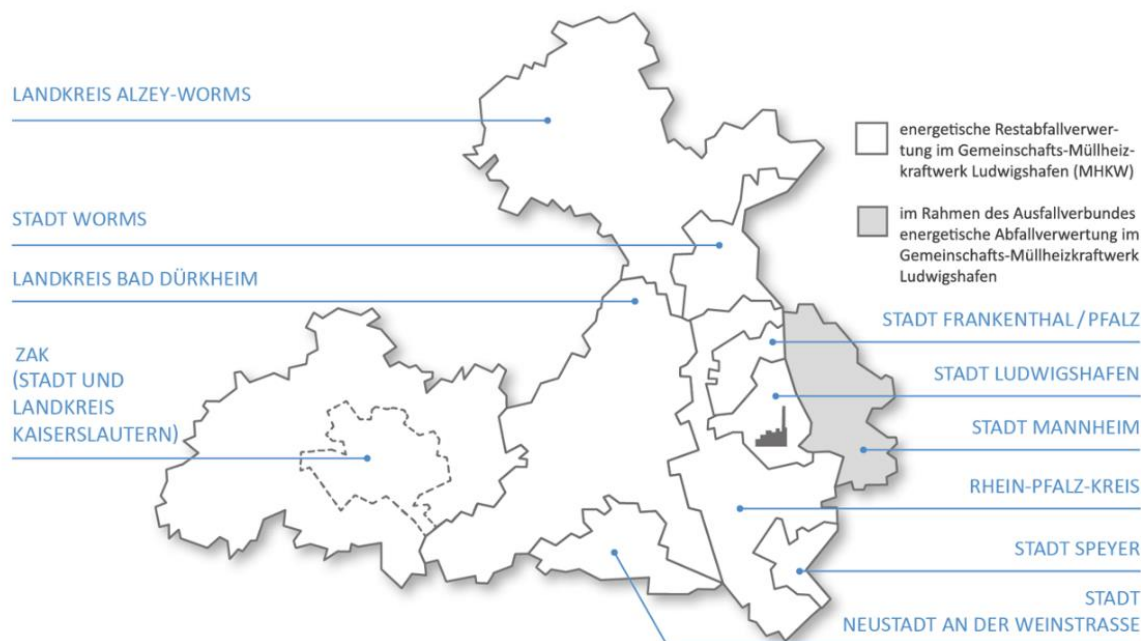 LANDKREIS ALZEY-WORMS
STADT WORMS
LANDKREIS BAD DÜRKHEIM
ZAK
(STADT UND
LANDKREIS
KAISERSLAUTERN)
energetische Restabfallverwer-
tung im Gemeinschafts-Müllheiz-
kraftwerk Ludwigshafen (MHKW)
im Rahmen des Ausfallverbundes
energetische Abfallverwertung im
Gemeinschafts-Müllheizkraftwerk
Ludwigshafen
STADT FRANKENTHAL/PFALZ
STADT LUDWIGSHAFEN
STADT MANNHEIM
RHEIN-PFALZ-KREIS
STADT SPEYER
STADT
NEUSTADT AN DER WEINSTRASSE